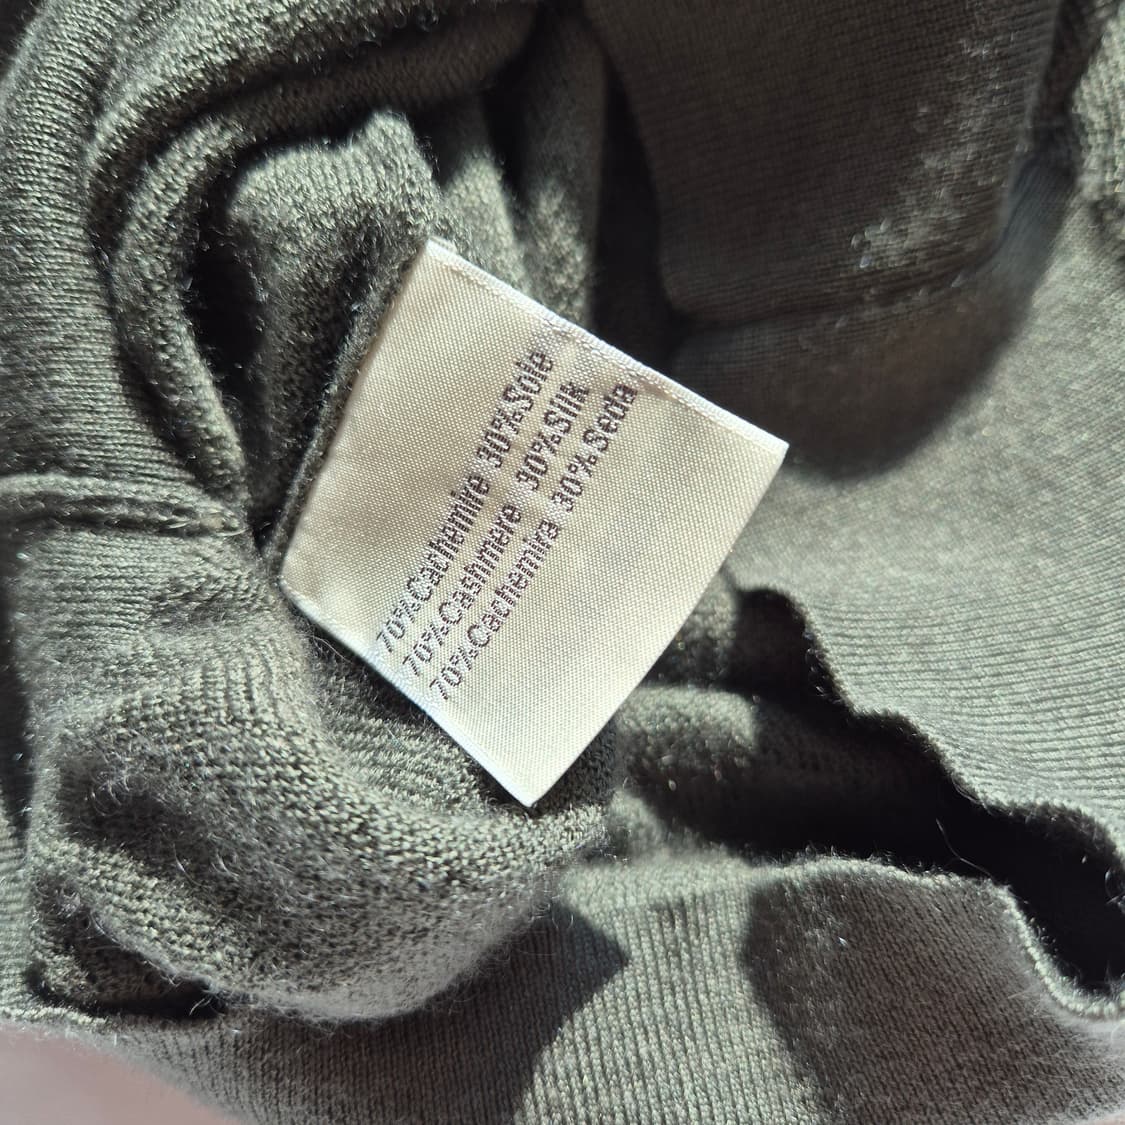 70%Cachemire 30%Soie
70%Cashmere 30%Silk
70%Cachemira 30%Seda